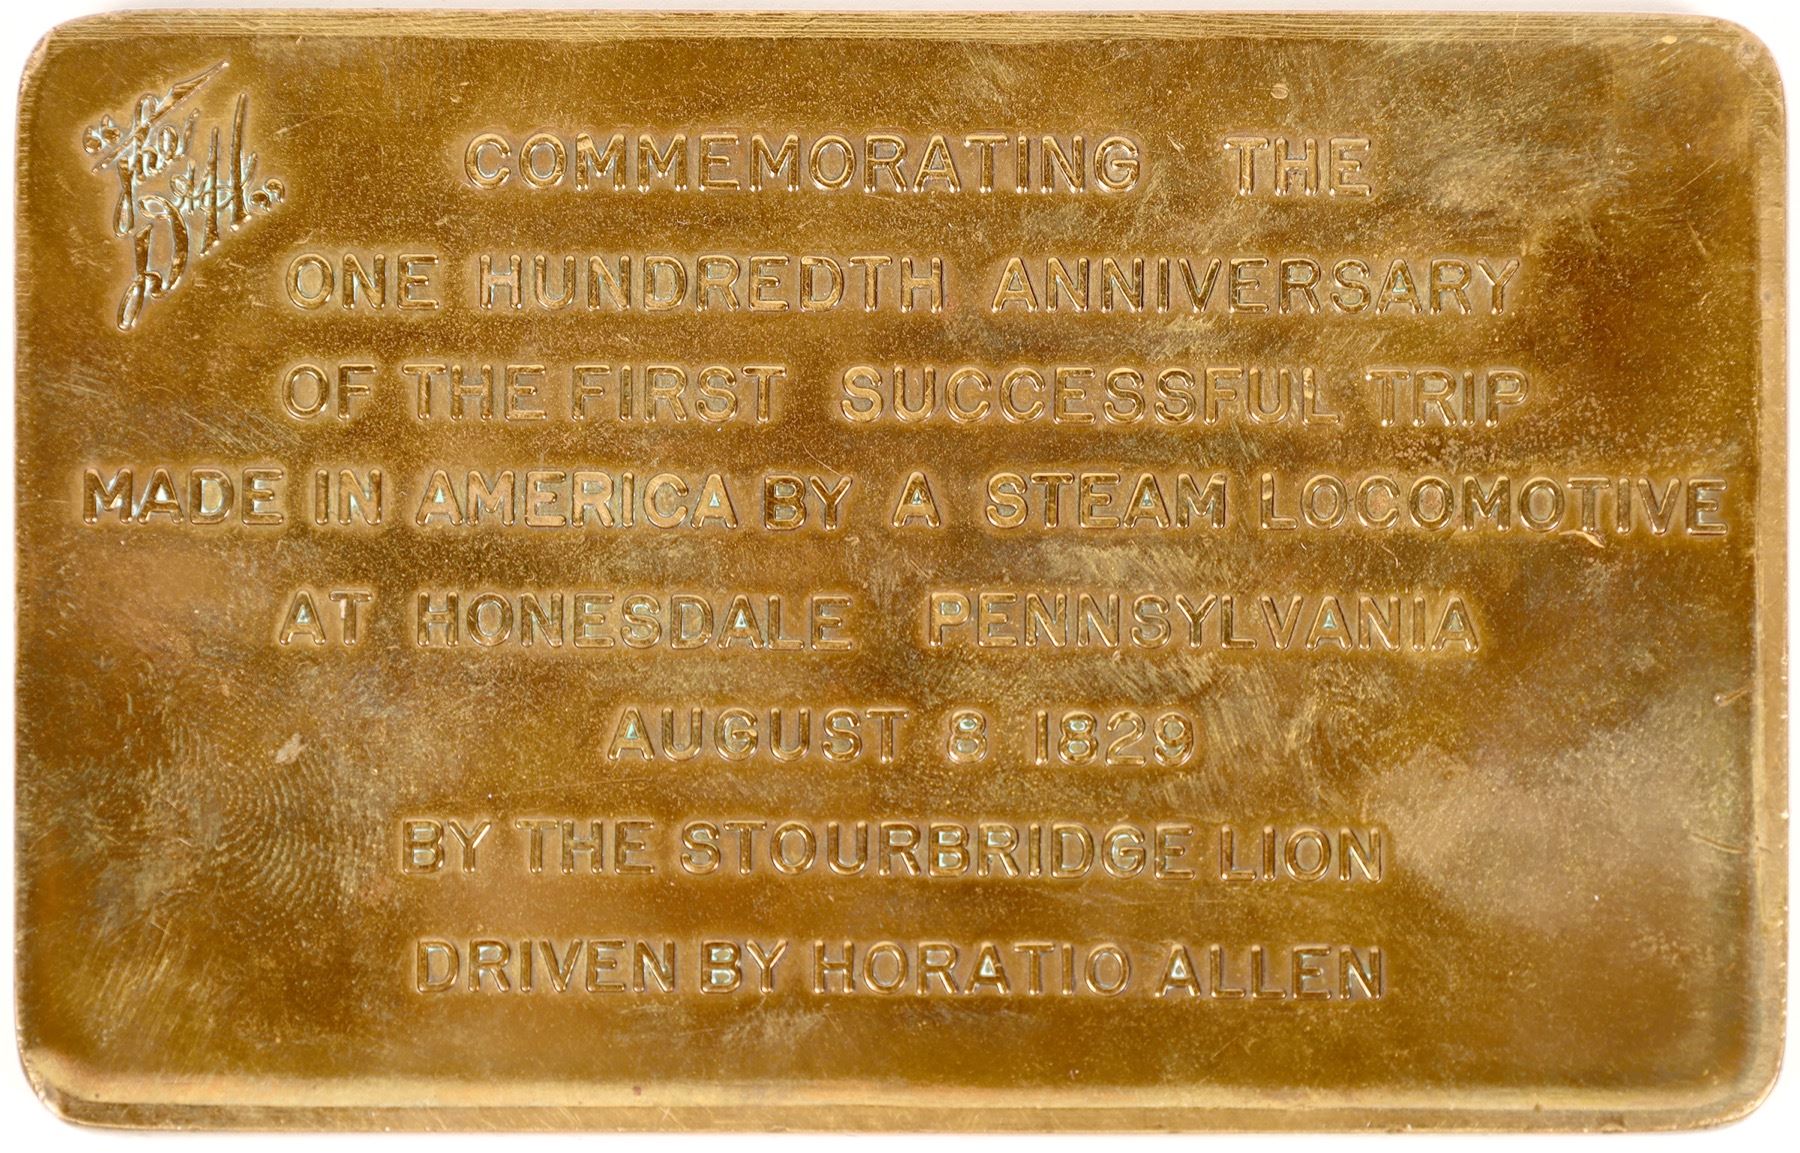 The D.&H.
COMMEMORATING THE
ONE HUNDREDTH ANNIVERSARY
OF THE FIRST SUCCESSFUL TRIP
MADE IN AMERICA BY A STEAM LOCOMOTIVE
AT HONESDALE PENNSYLVANIA
AUGUST 8 1829
BY THE STOURBRIDGE LION
DRIVEN BY HORATIO ALLEN